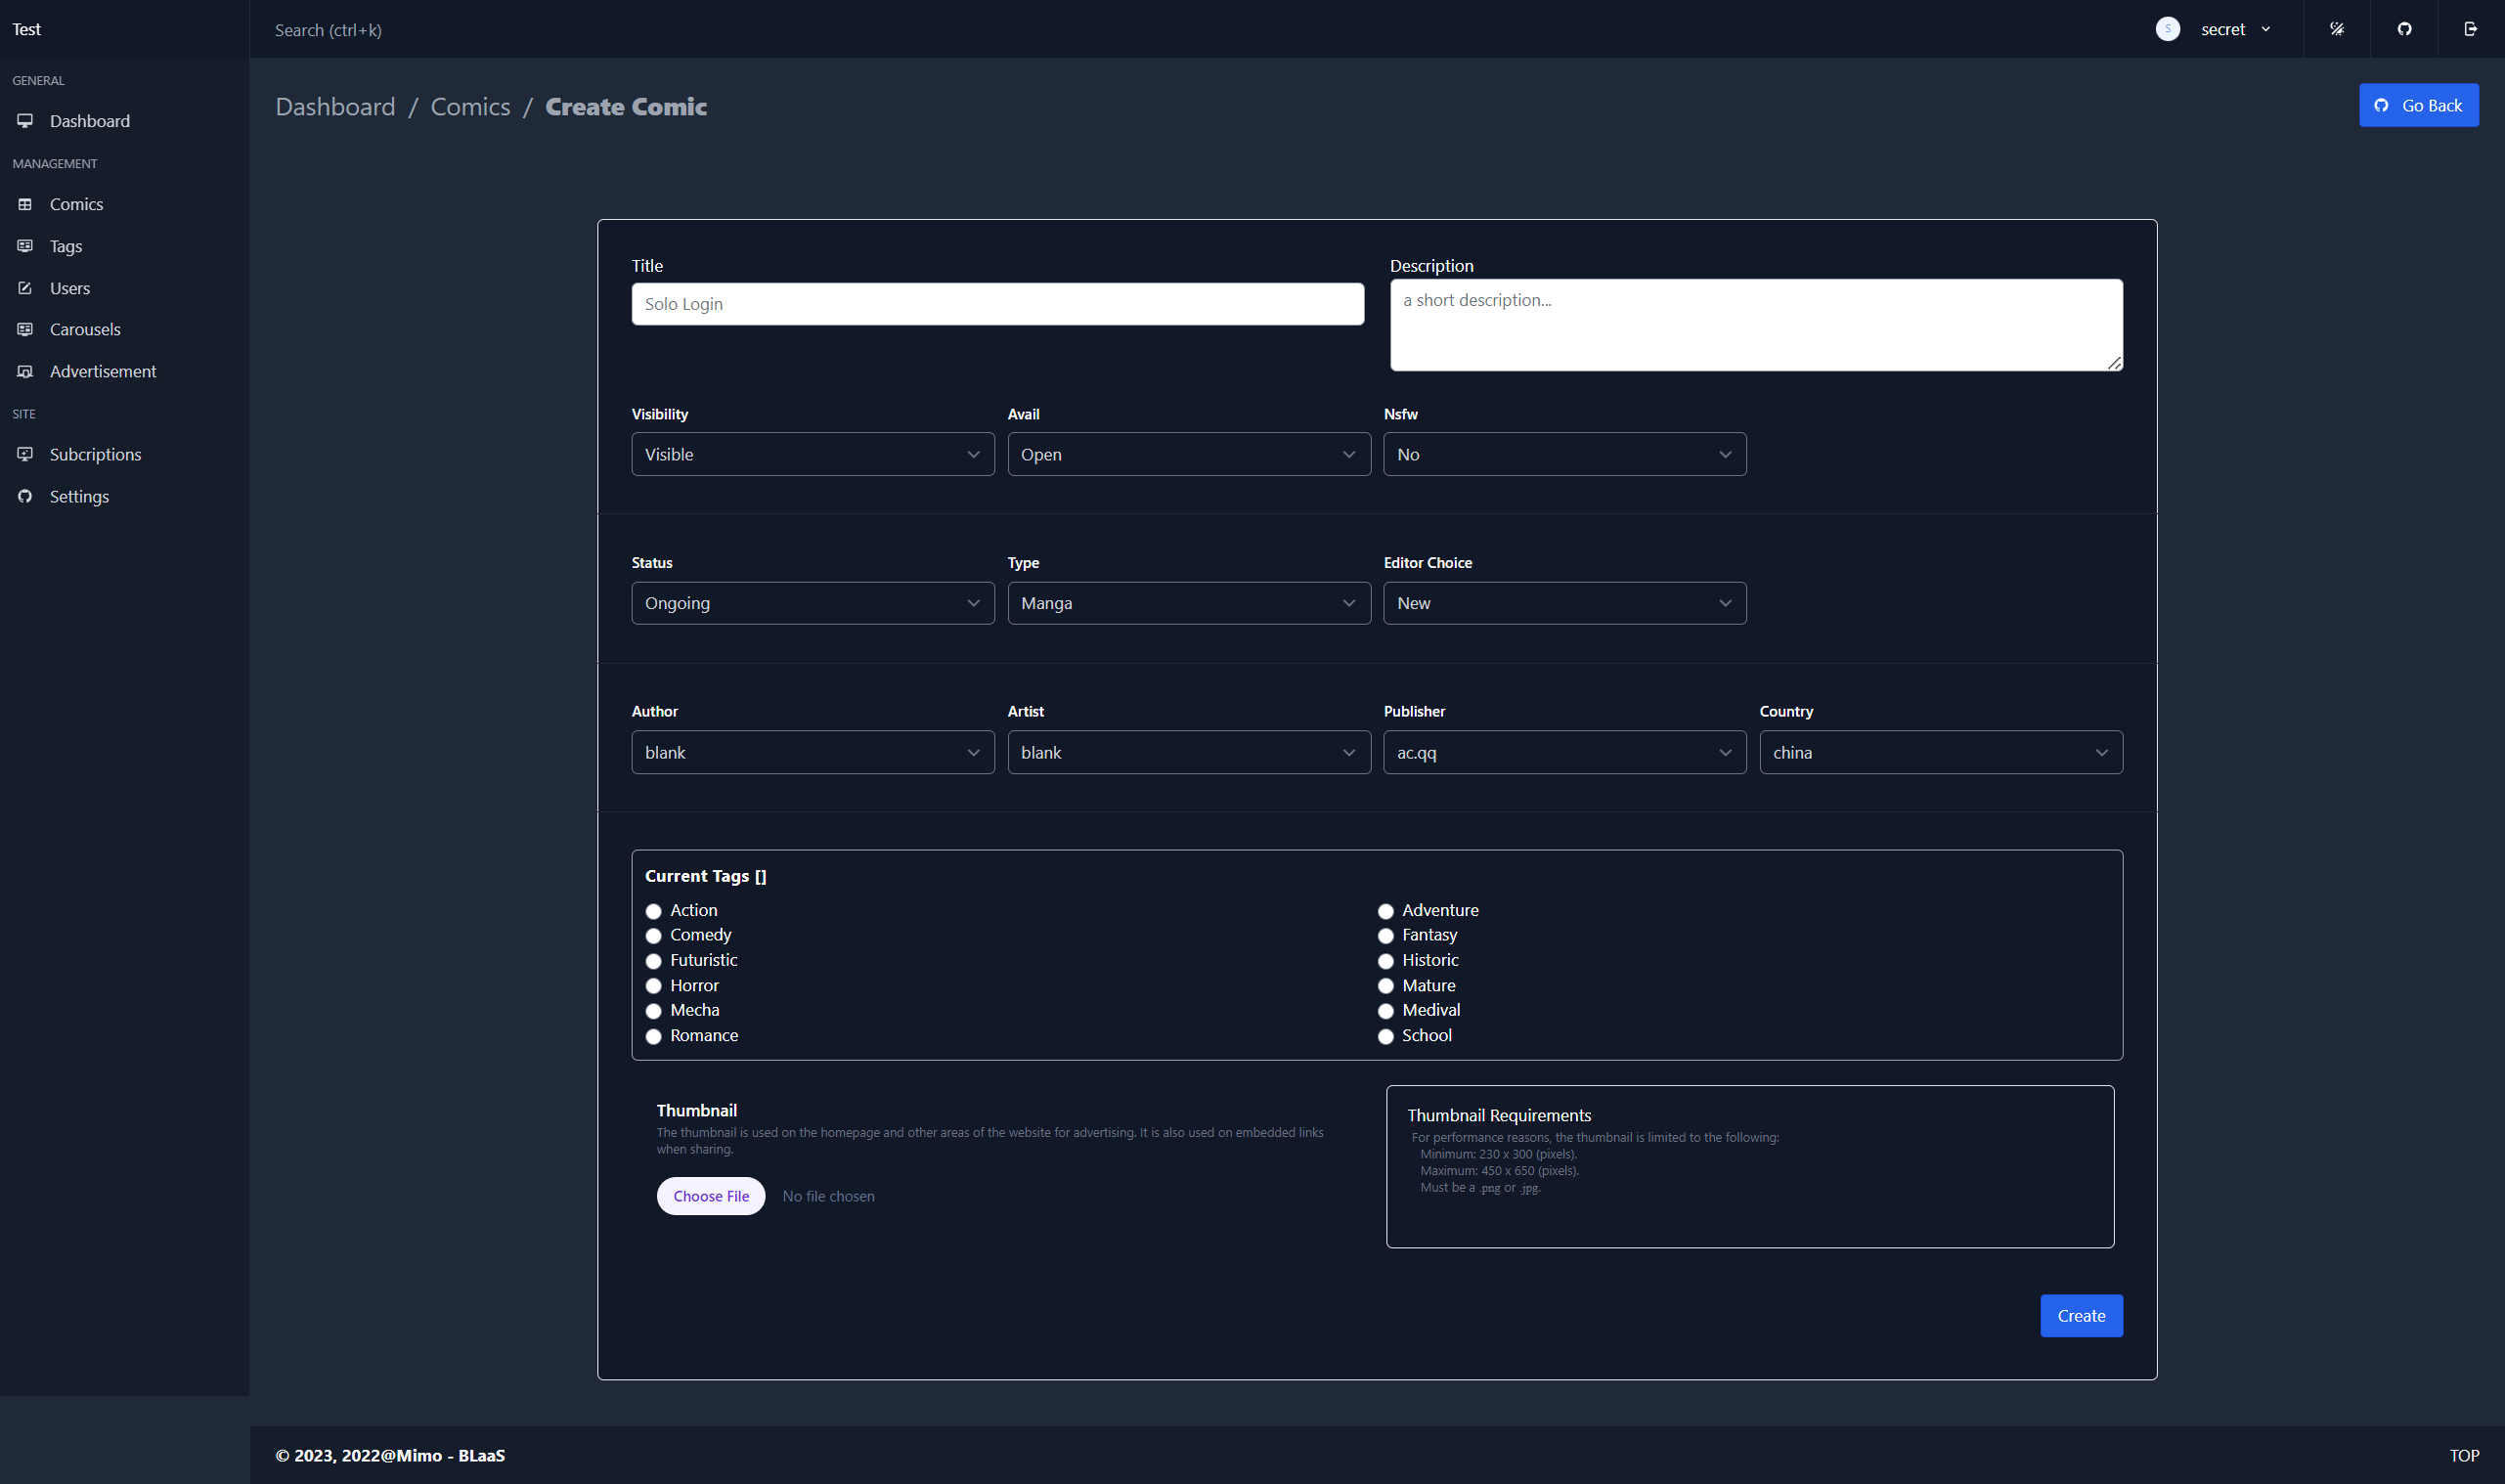 Test
Search (ctrl+k)
S
secret
GENERAL
Dashboard
MANAGEMENT
Comics
Tags
Users
Carousels
Advertisement
SITE
Subcriptions
Settings
Dashboard / Comics / Create Comic
Go Back
Title
Solo Login
Description
a short description...
Visibility
Visible
Avail
Open
Nsfw
No
Status
Ongoing
Type
Manga
Editor Choice
New
Author
blank
Artist
blank
Publisher
ac.qq
Country
china
Current Tags []
Action
Adventure
Comedy
Fantasy
Futuristic
Historic
Horror
Mature
Mecha
Medival
Romance
School
Thumbnail
The thumbnail is used on the homepage and other areas of the website for advertising. It is also used on embedded links
when sharing.
Choose File No file chosen
Thumbnail Requirements
For performance reasons, the thumbnail is limited to the following:
Minimum: 230 x 300 (pixels).
Maximum: 450 x 650 (pixels).
Must be a .png or .jpg.
Create
© 2023, 2022@Mimo - BLaaS
TOP